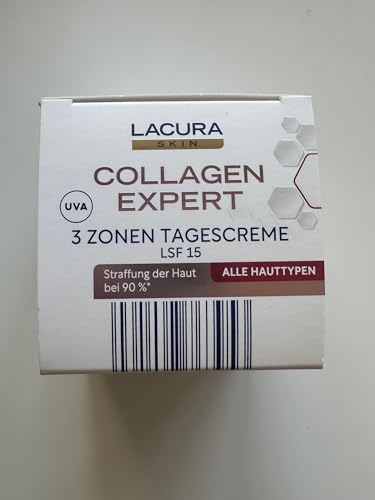 LACURA
SKIN
COLLAGEN
EXPERT
UVA
3 ZONEN TAGESCREME
LSF 15
Straffung der Haut
bei 90 %*
ALLE HAUTTYPEN